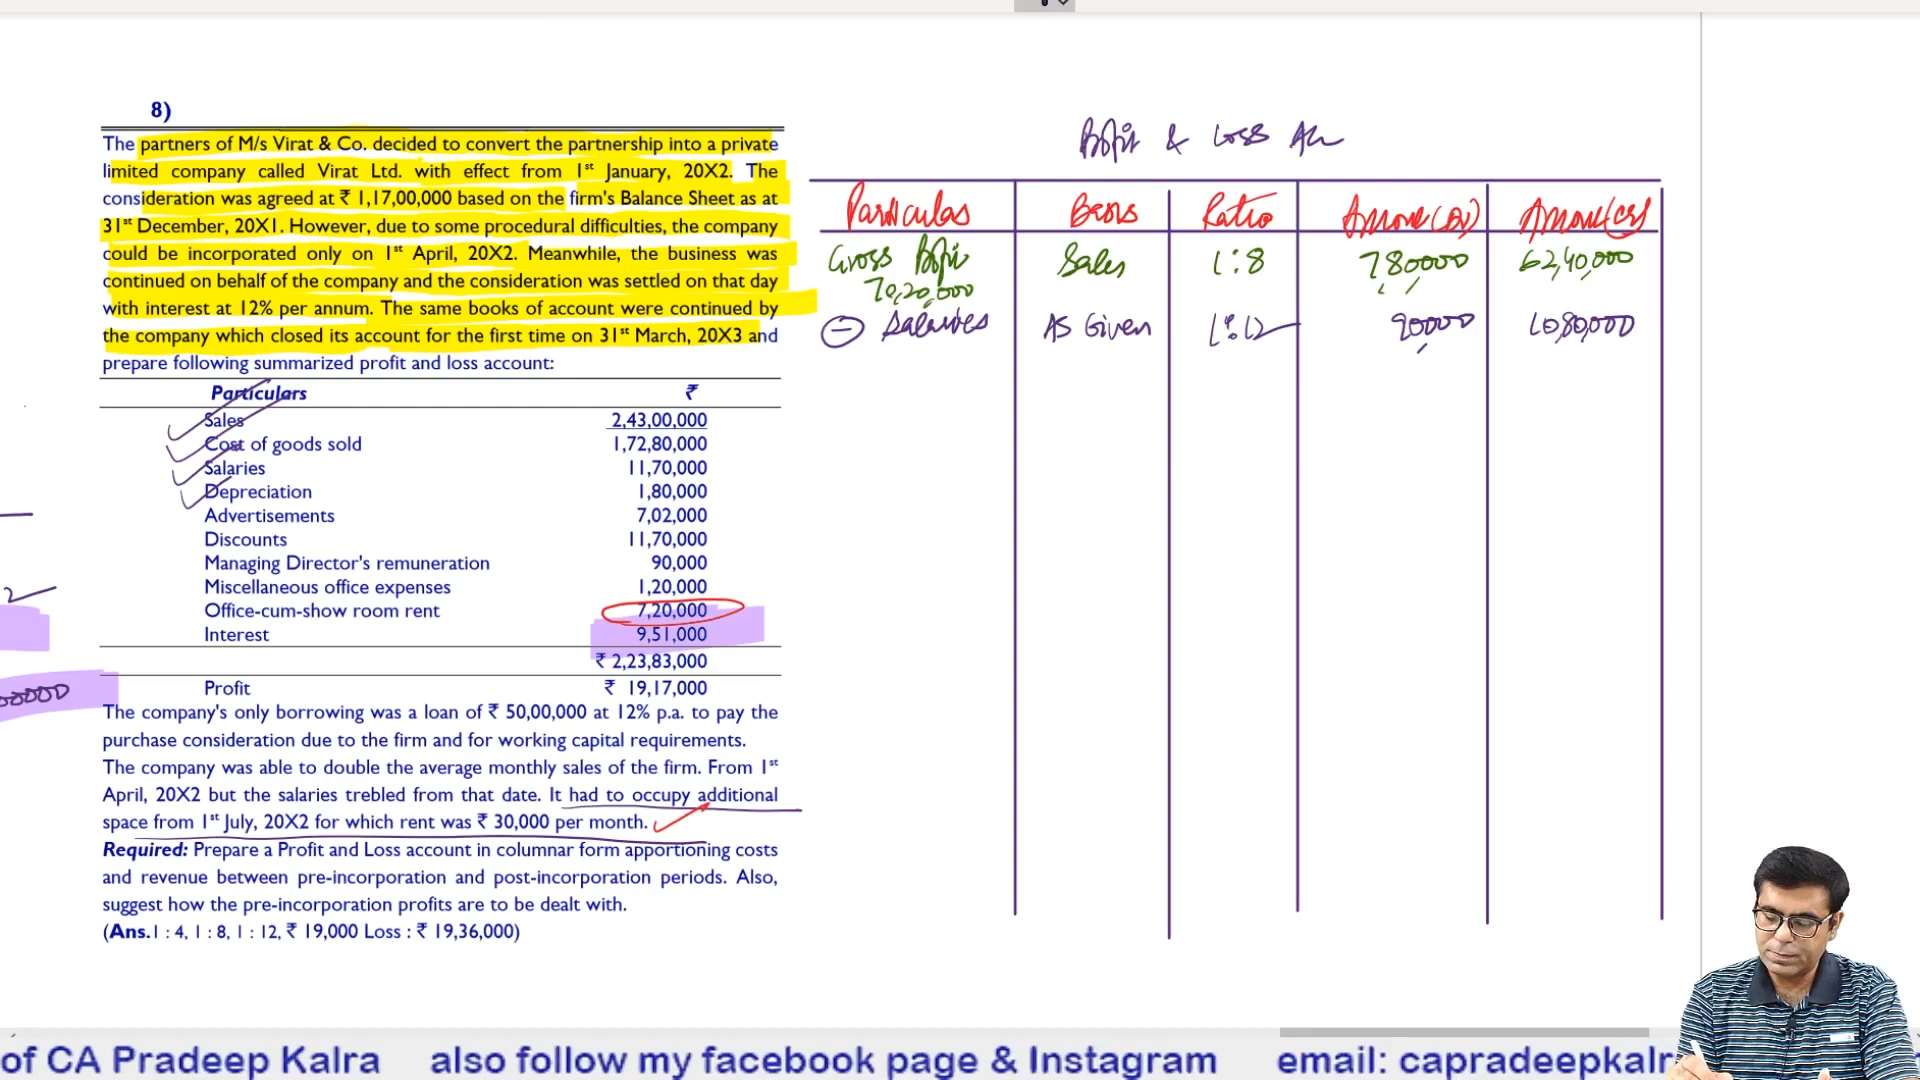 8)
The partners of M/s Virat & Co. decided to convert the partnership into a private
limited company called Virat Ltd. with effect from 1st January, 20X2. The
consideration was agreed at ₹ 1,17,00,000 based on the firm's Balance Sheet as at
31st December, 20X1. However, due to some procedural difficulties, the company
could be incorporated only on 1st April, 20X2. Meanwhile, the business was
continued on behalf of the company and the consideration was settled on that day
with interest at 12% per annum. The same books of account were continued by
the company which closed its account for the first time on 31st March, 20X3 and
prepare following summarized profit and loss account:
Particulars ₹
Sales 2,43,00,000
Cost of goods sold 1,72,80,000
Salaries 11,70,000
Depreciation 1,80,000
Advertisements 7,02,000
Discounts 11,70,000
Managing Director's remuneration 90,000
Miscellaneous office expenses 1,20,000
Office-cum-show room rent 7,20,000
Interest 9,51,000
₹ 2,23,83,000
Profit ₹ 19,17,000
The company's only borrowing was a loan of ₹ 50,00,000 at 12% p.a. to pay the
purchase consideration due to the firm and for working capital requirements.
The company was able to double the average monthly sales of the firm. From 1st
April, 20X2 but the salaries trebled from that date. It had to occupy additional
space from 1st July, 20X2 for which rent was ₹ 30,000 per month.
Required: Prepare a Profit and Loss account in columnar form apportioning costs
and revenue between pre-incorporation and post-incorporation periods. Also,
suggest how the pre-incorporation profits are to be dealt with.
(Ans.1 : 4, 1 : 8, 1 : 12, ₹ 19,000 Loss : ₹ 19,36,000)
Profit & Loss A/c
Particulars Basis Ratio
Gross Profit Sales 1:8 7,80,000 62,40,000
70,20,000
(-) Salaries As Given 1:12 90,000 10,80,000
2
of CA Pradeep Kalra also follow my facebook page & Instagram email: capradeepkalr